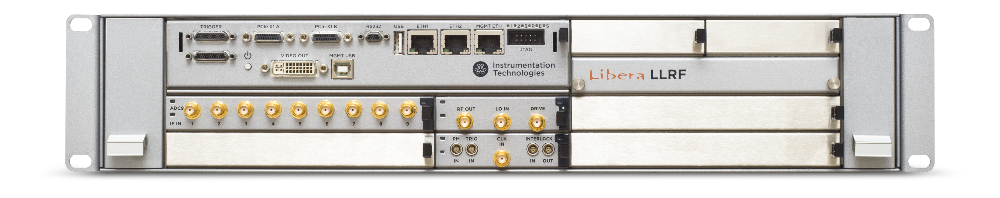 TRIGGER
PCIe X1 A
PCIe X1 B
RS232
USB
ETH1
ETH2
MGMT ETH
1 2 3 P E S
JTAG
VIDEO OUT
MGMT USB
Instrumentation
Technologies
Libera LLRF
ADC9
IF IN 1 2 3 4 5 6 7 8 9
RF OUT
LO IN
DRIVE
PM TRIG
IN IN
CLK
IN
INTERLOCK
IN OUT